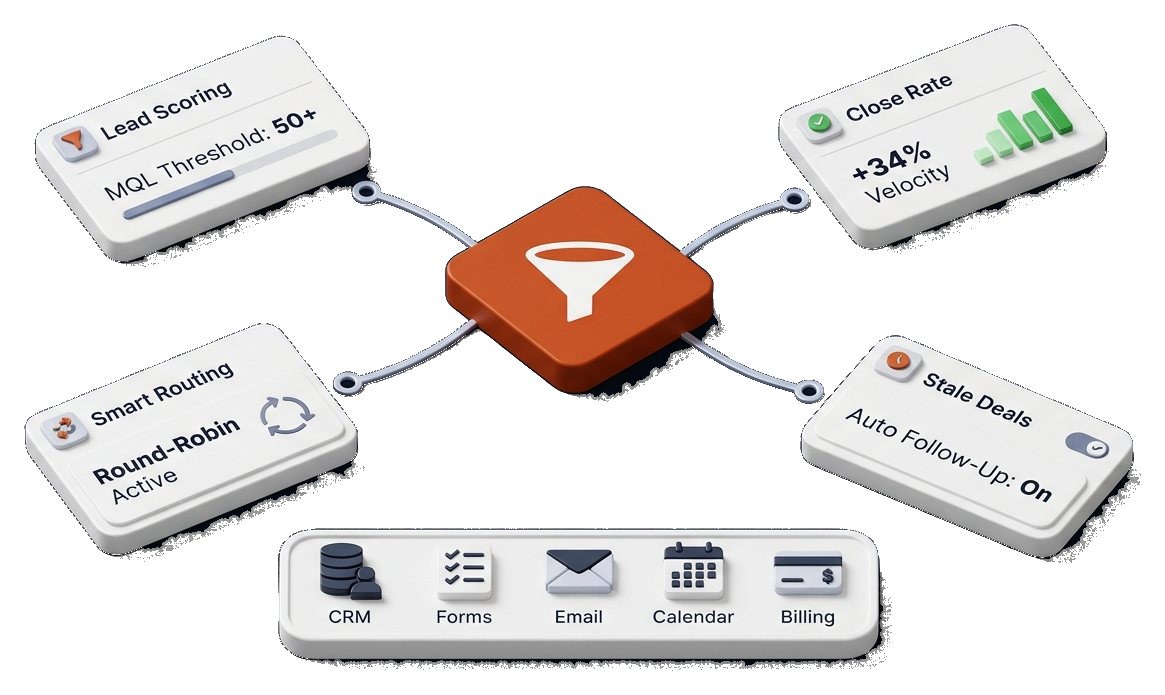 Lead Scoring
MQL Threshold: 50+
Close Rate
+34%
Velocity
Smart Routing
Round-Robin
Active
Stale Deals
Auto Follow-Up: On
CRM
Forms
Email
Calendar
Billing
$